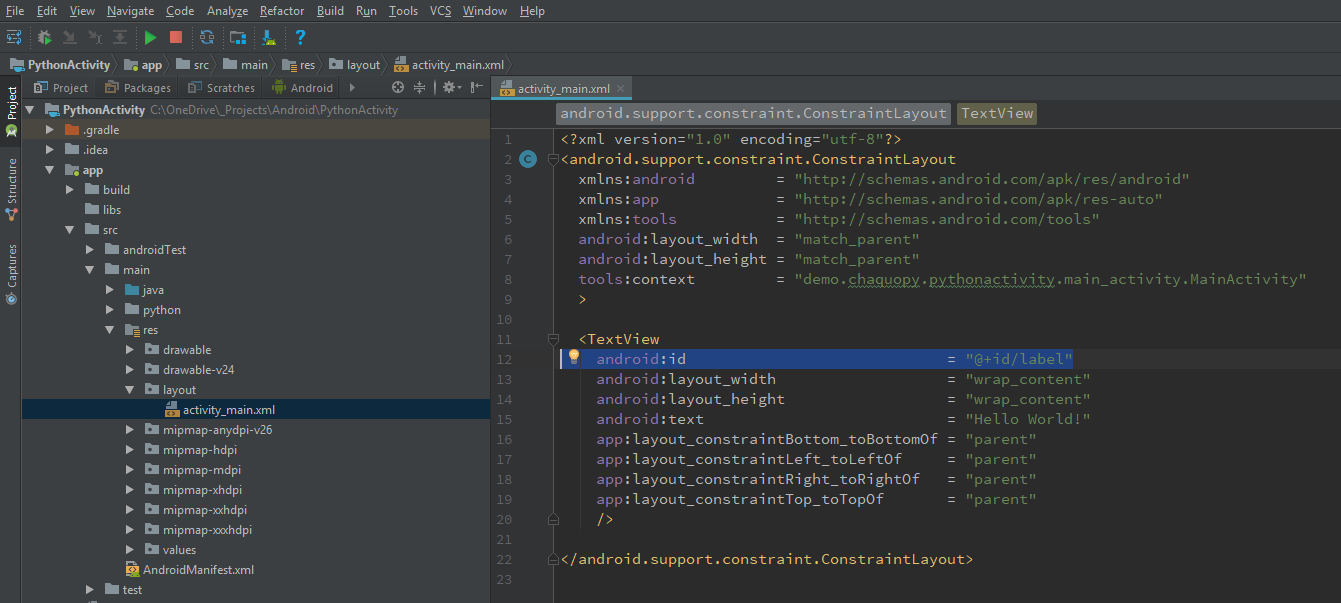 File Edit View Navigate Code Analyze Refactor Build Run Tools VCS Window Help
PythonActivity app src main res layout activity_main.xml
Project Packages Scratches Android
Project
Structure
Captures
PythonActivity C:\OneDrive\_Projects\Android\PythonActivity
.gradle
.idea
app
build
libs
src
androidTest
main
java
python
res
drawable
drawable-v24
layout
activity_main.xml
mipmap-anydpi-v26
mipmap-hdpi
mipmap-mdpi
mipmap-xhdpi
mipmap-xxhdpi
mipmap-xxxhdpi
values
AndroidManifest.xml
test
activity_main.xml
android.support.constraint.ConstraintLayout TextView
1 <?xml version="1.0" encoding="utf-8"?>
2 C <android.support.constraint.ConstraintLayout
3 xmlns:android = "http://schemas.android.com/apk/res/android"
4 xmlns:app = "http://schemas.android.com/apk/res-auto"
5 xmlns:tools = "http://schemas.android.com/tools"
6 android:layout_width = "match_parent"
7 android:layout_height = "match_parent"
8 tools:context = "demo.chaquopy.pythonactivity.main_activity.MainActivity"
9 >
10
11 <TextView
12 android:id = "@+id/label"
13 android:layout_width = "wrap_content"
14 android:layout_height = "wrap_content"
15 android:text = "Hello World!"
16 app:layout_constraintBottom_toBottomOf = "parent"
17 app:layout_constraintLeft_toLeftOf = "parent"
18 app:layout_constraintRight_toRightOf = "parent"
19 app:layout_constraintTop_toTopOf = "parent"
20 />
21
22 </android.support.constraint.ConstraintLayout>
23